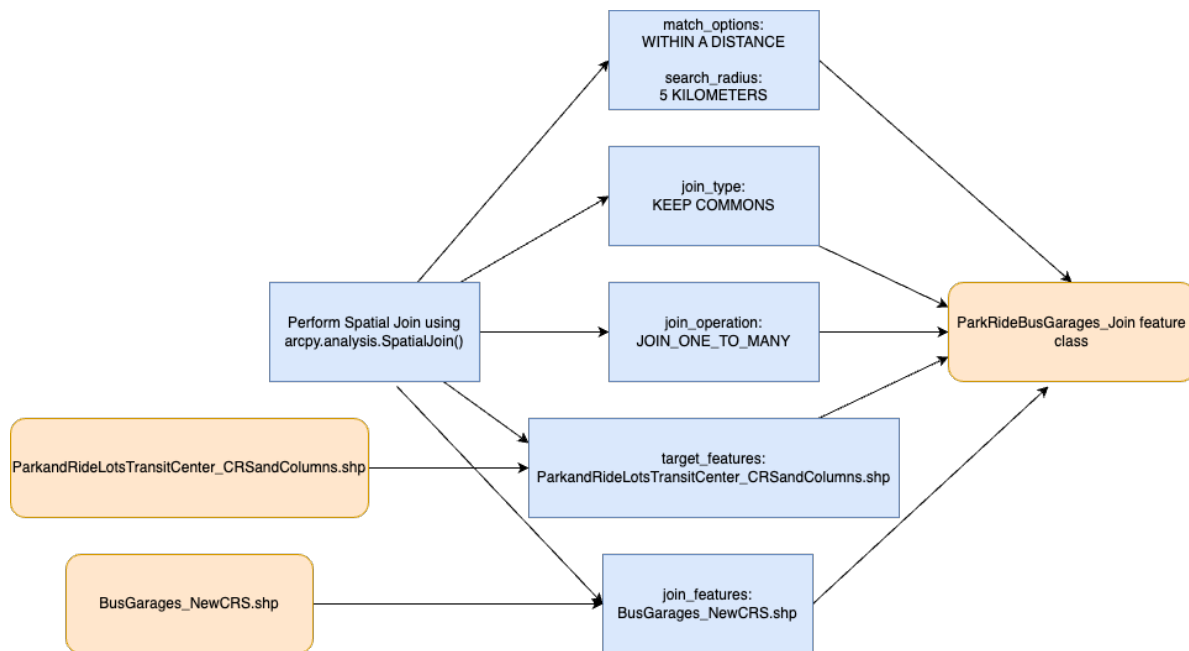 match_options:
WITHIN A DISTANCE
search_radius:
5 KILOMETERS
join_type:
KEEP COMMONS
Perform Spatial Join using
arcpy.analysis.SpatialJoin()
join_operation:
JOIN_ONE_TO_MANY
ParkRideBusGarages_Join feature
class
ParkandRideLotsTransitCenter_CRSandColumns.shp
target_features:
ParkandRideLotsTransitCenter_CRSandColumns.shp
BusGarages_NewCRS.shp
join_features:
BusGarages_NewCRS.shp